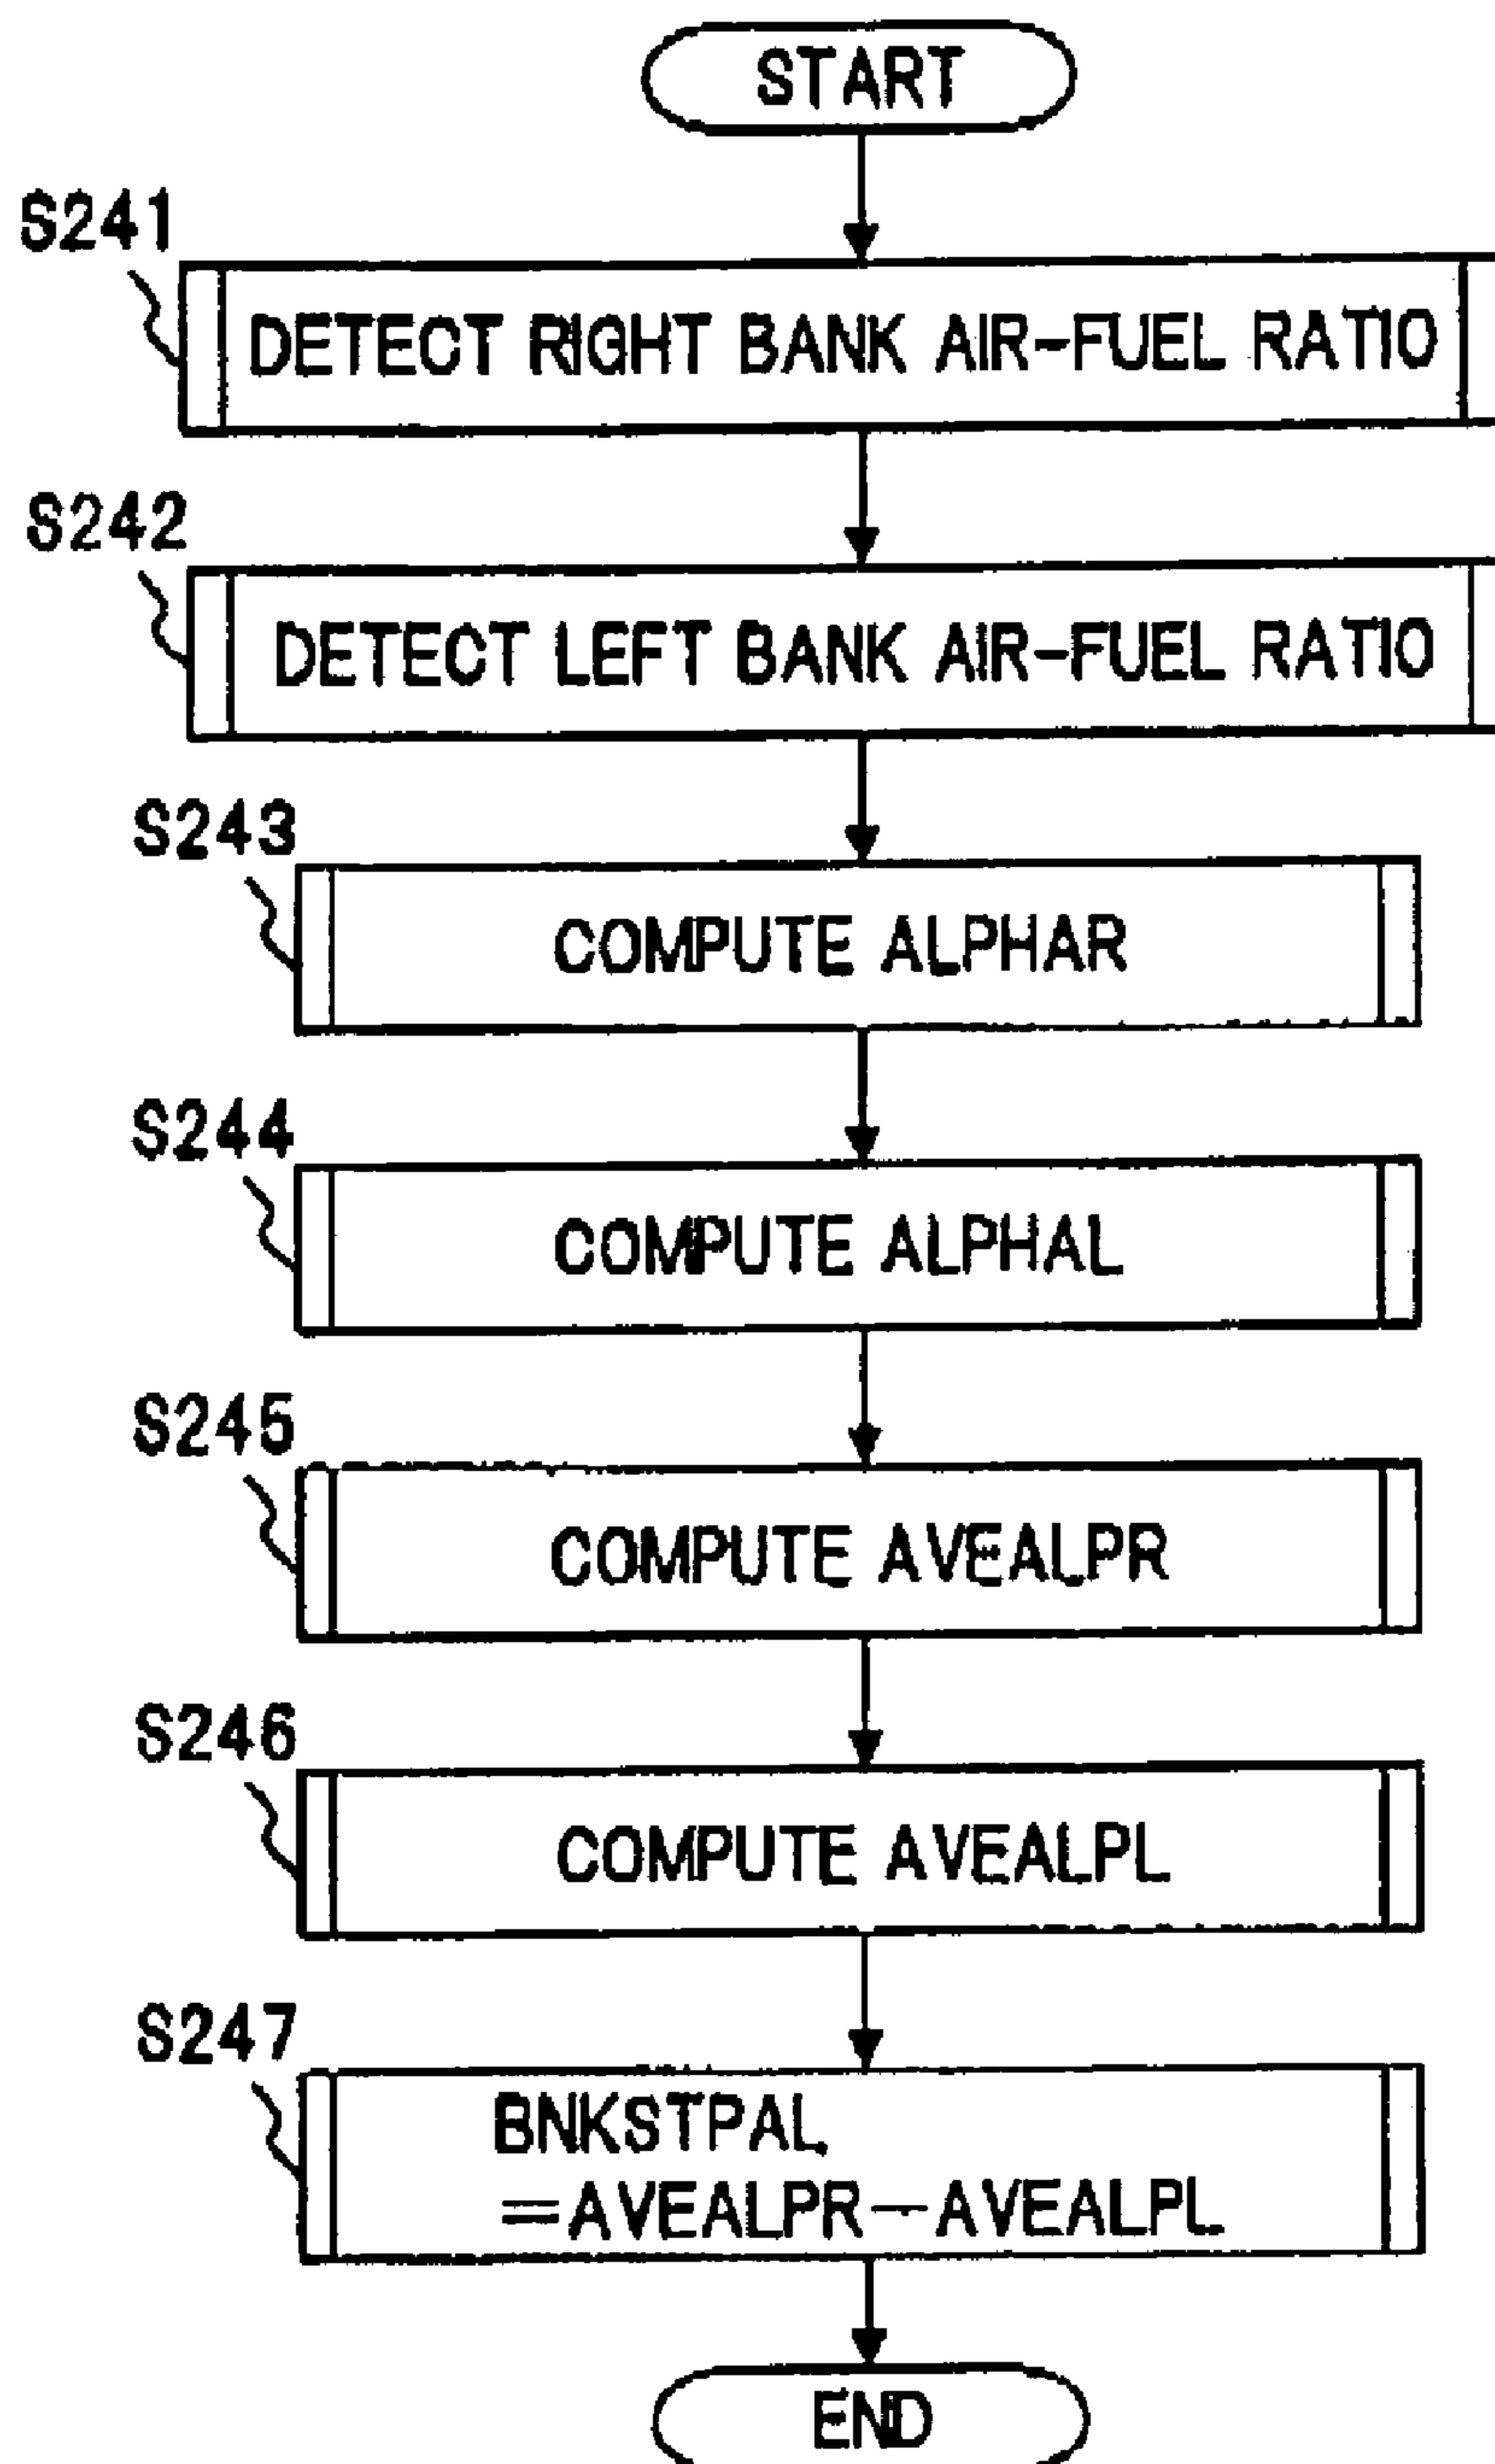 START
S241
DETECT RIGHT BANK AIR-FUEL RATIO
S242
DETECT LEFT BANK AIR-FUEL RATIO
S243
COMPUTE ALPHAR
S244
COMPUTE ALPHAL
S245
COMPUTE AVEALPR
S246
COMPUTE AVEALPL
S247
BNKSTPAL
=AVEALPR-AVEALPL
END